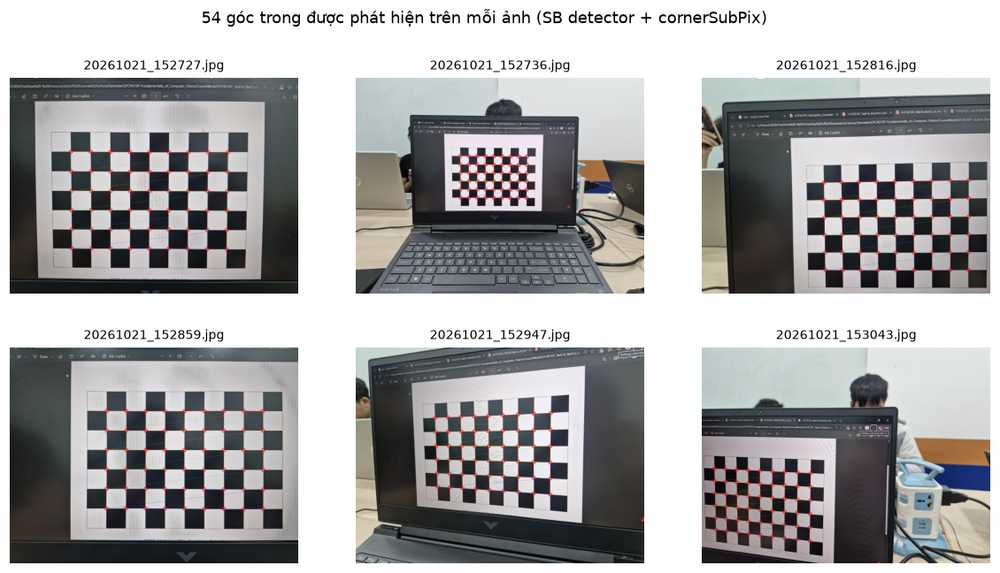 54 góc trong được phát hiện trên mỗi ảnh (SB detector + cornerSubPix)
20261021_152727.jpg
20261021_152736.jpg
20261021_152816.jpg
20261021_152859.jpg
20261021_152947.jpg
20261021_153043.jpg